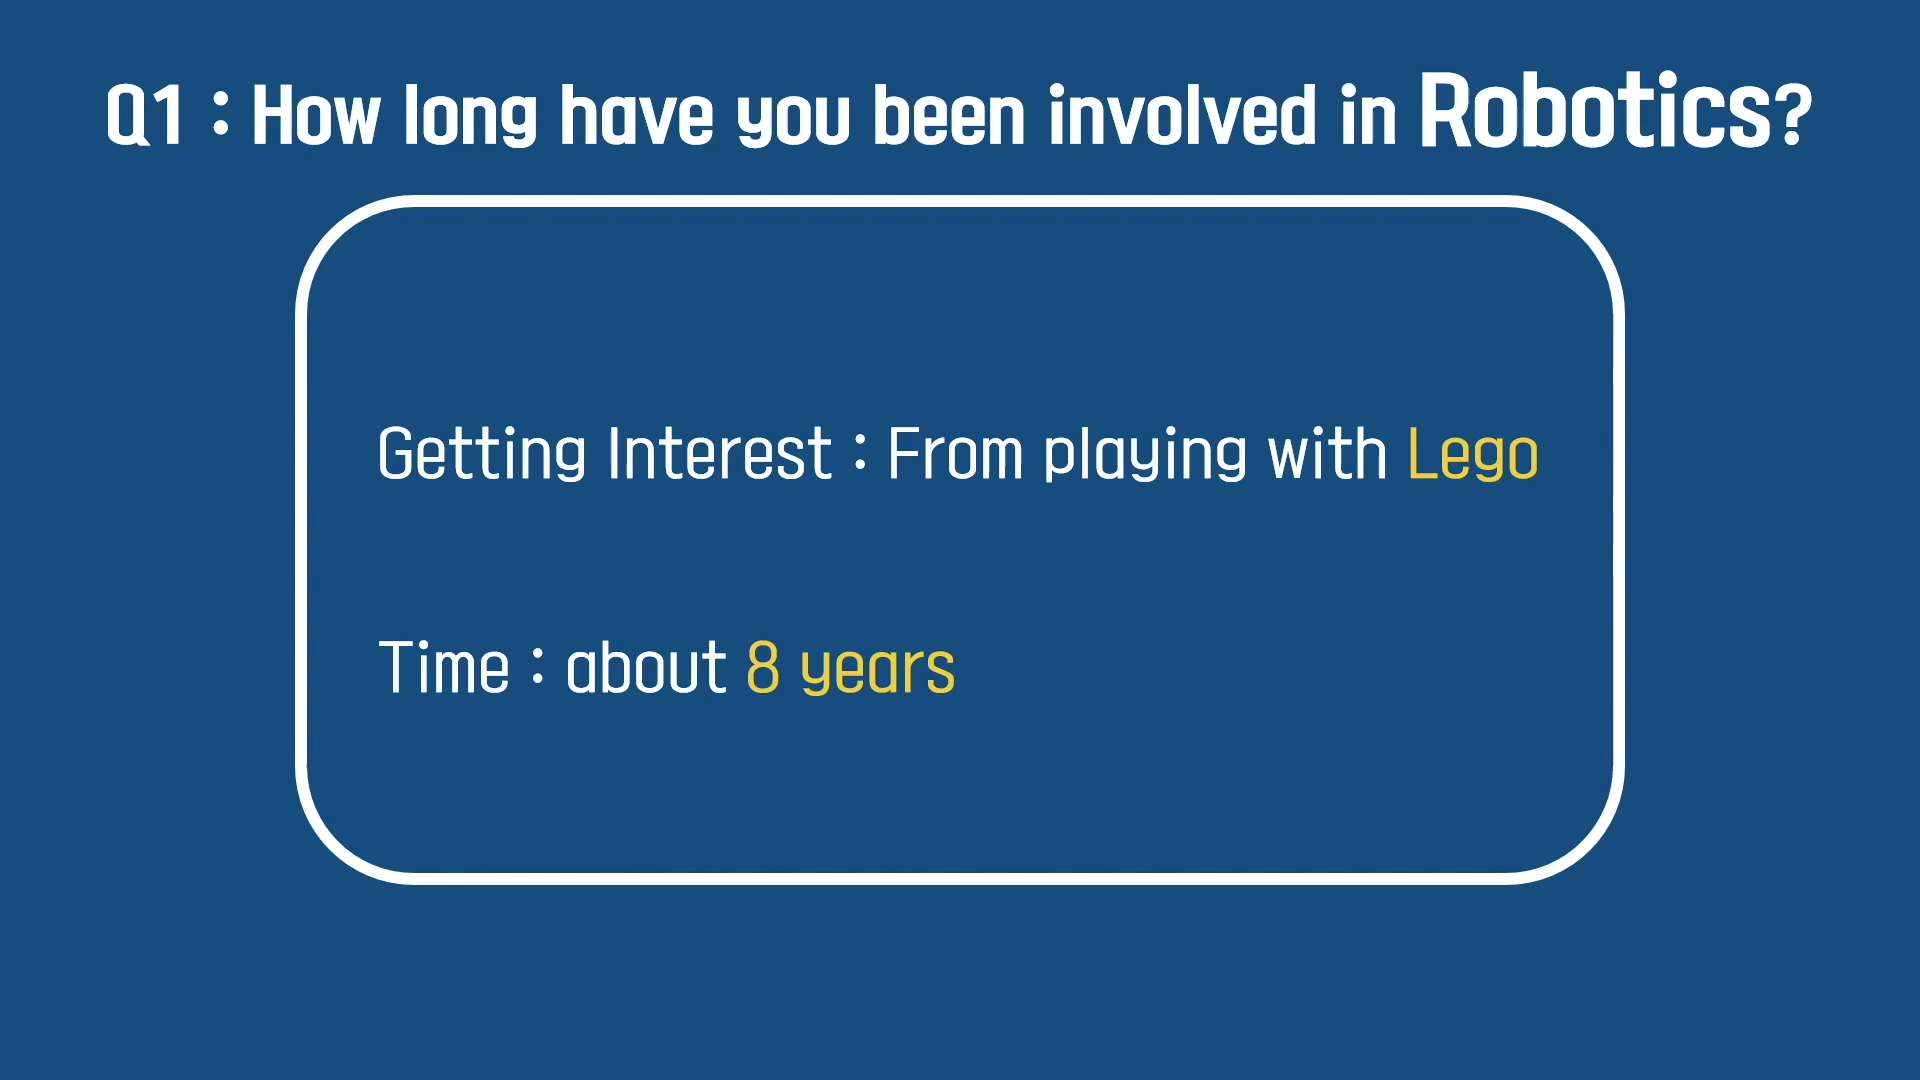 Q1 : How long have you been involved in Robotics?
Getting Interest : From playing with Lego
Time : about 8 years